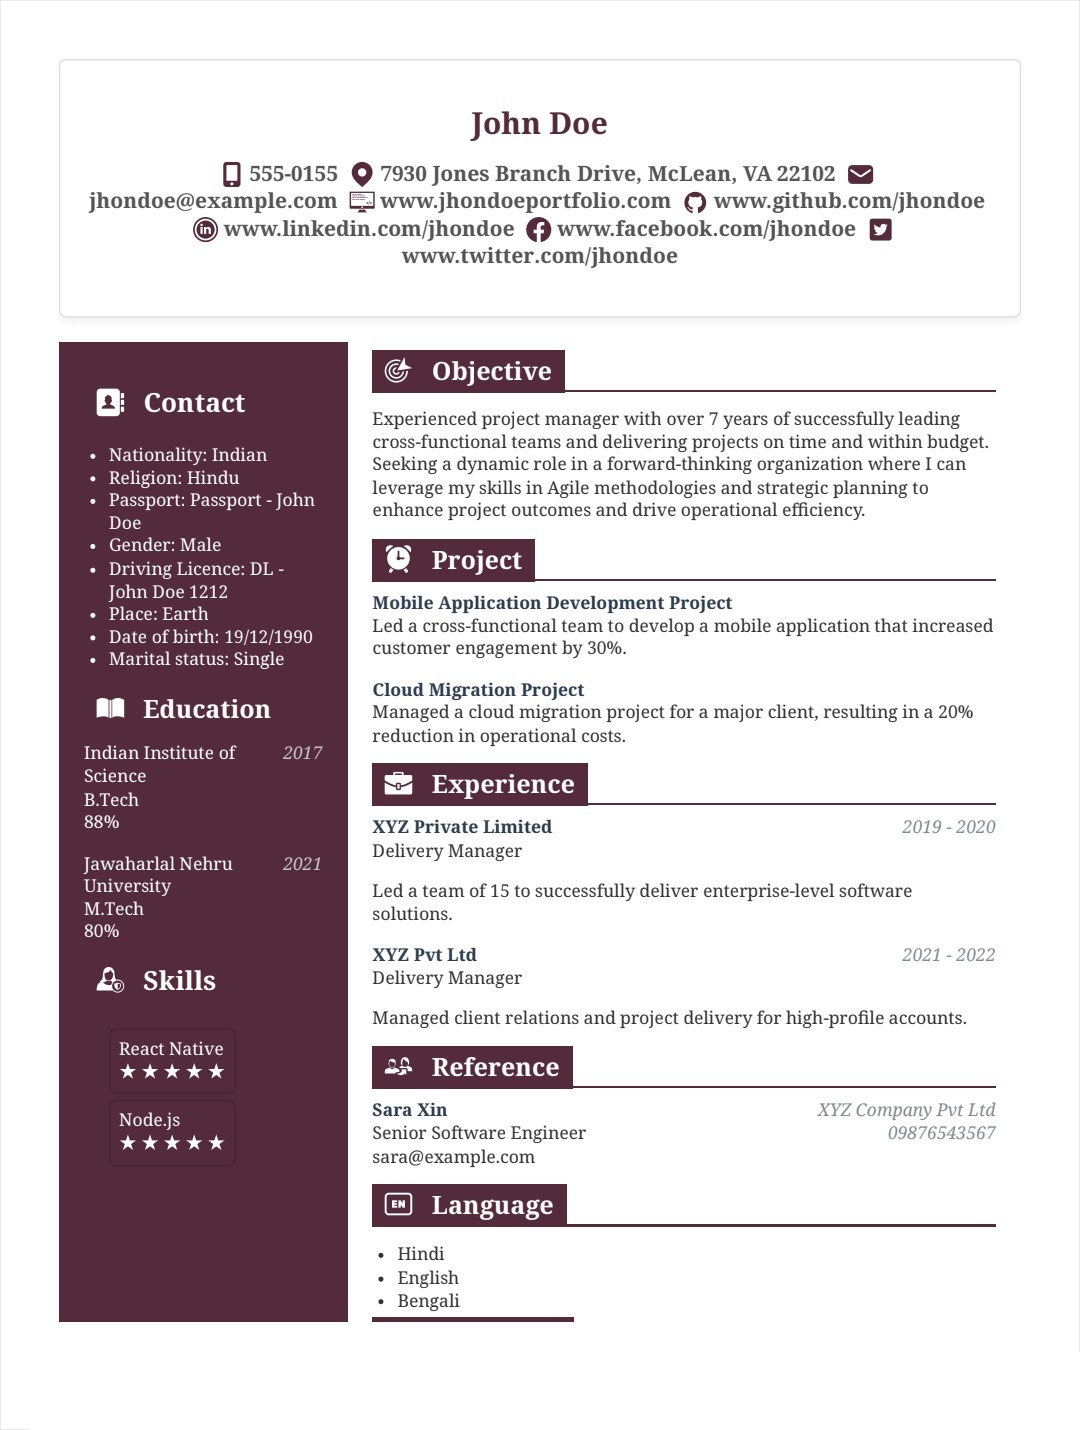 John Doe
555-0155 7930 Jones Branch Drive, McLean, VA 22102
jhondoe@example.com www.jhondoeportfolio.com www.github.com/jhondoe
www.linkedin.com/jhondoe www.facebook.com/jhondoe
www.twitter.com/jhondoe
Contact
• Nationality: Indian
• Religion: Hindu
• Passport: Passport - John
Doe
• Gender: Male
• Driving Licence: DL -
John Doe 1212
• Place: Earth
• Date of birth: 19/12/1990
• Marital status: Single
Education
Indian Institute of 2017
Science
B.Tech
88%
Jawaharlal Nehru 2021
University
M.Tech
80%
Skills
React Native
★★★★★
Node.js
★★★★★
Objective
Experienced project manager with over 7 years of successfully leading
cross-functional teams and delivering projects on time and within budget.
Seeking a dynamic role in a forward-thinking organization where I can
leverage my skills in Agile methodologies and strategic planning to
enhance project outcomes and drive operational efficiency.
Project
Mobile Application Development Project
Led a cross-functional team to develop a mobile application that increased
customer engagement by 30%.
Cloud Migration Project
Managed a cloud migration project for a major client, resulting in a 20%
reduction in operational costs.
Experience
XYZ Private Limited 2019 - 2020
Delivery Manager
Led a team of 15 to successfully deliver enterprise-level software
solutions.
XYZ Pvt Ltd 2021 - 2022
Delivery Manager
Managed client relations and project delivery for high-profile accounts.
Reference
Sara Xin XYZ Company Pvt Ltd
Senior Software Engineer 09876543567
sara@example.com
EN Language
• Hindi
• English
• Bengali